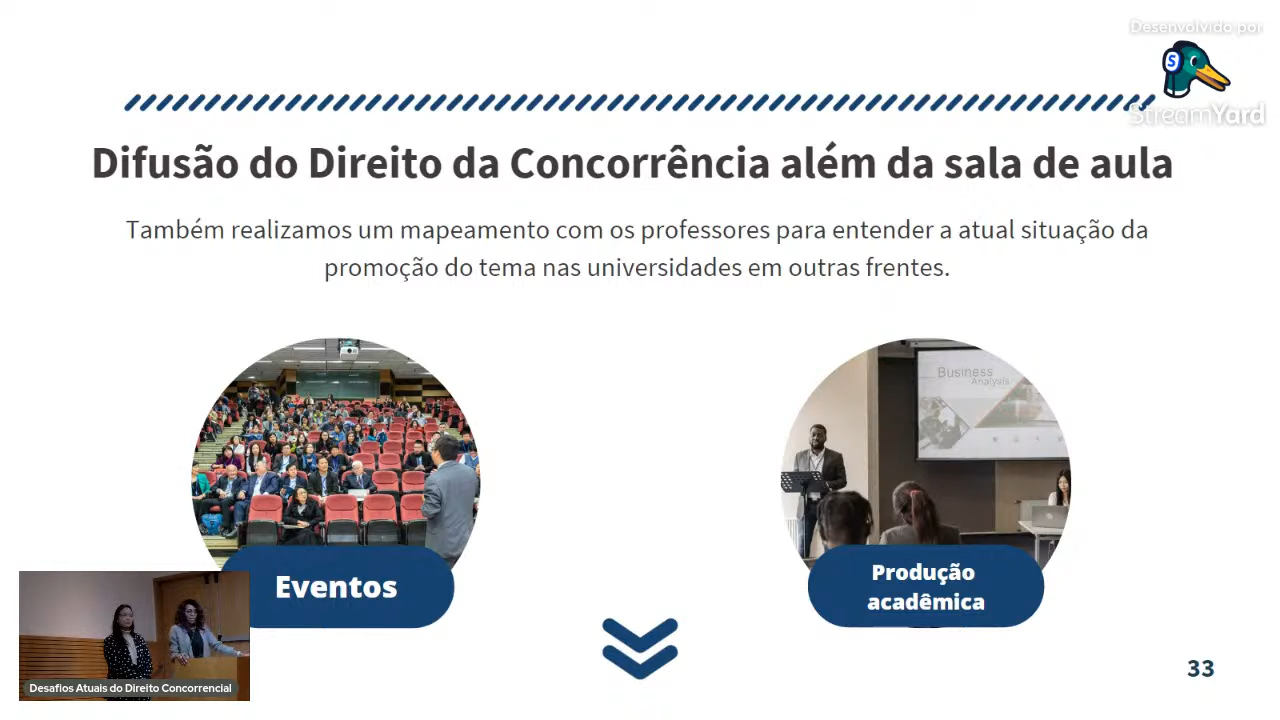 Desenvolvido por
S
StreamYard
Difusão do Direito da Concorrência além da sala de aula
Também realizamos um mapeamento com os professores para entender a atual situação da
promoção do tema nas universidades em outras frentes.
Business
Analysis
Eventos
Produção
acadêmica
Desafios Atuais do Direito Concorrencial
33